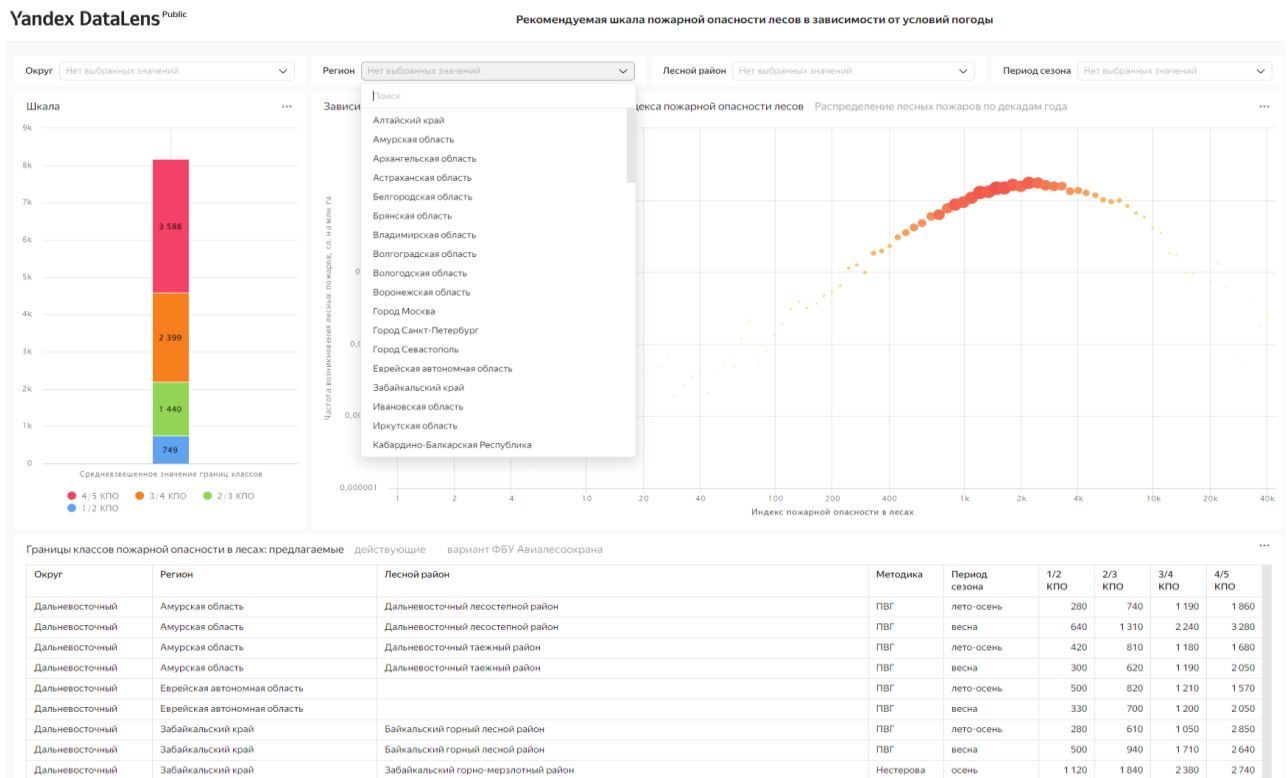 Yandex DataLens Public
Рекомендуемая шкала пожарной опасности лесов в зависимости от условий погоды
Округ Нет выбранных значений Регион Нет выбранных значений Лесной район Нет выбранных значений Период сезона Нет выбранных значений
Шкала
9k
8k
7k
6k
5k
4k
3k
2k
1k
0
3 588
2 399
1 440
749
Средневзвешенное значение границ классов
4/5 КПО 3/4 КПО 2/3 КПО
1/2 КПО
Поиск
Алтайский край
Амурская область
Архангельская область
Астраханская область
Белгородская область
Брянская область
Владимирская область
Волгоградская область
Вологодская область
Воронежская область
Город Москва
Город Санкт-Петербург
Город Севастополь
Еврейская автономная область
Забайкальский край
Ивановская область
Иркутская область
Кабардино-Балкарская Республика
пожарной опасности лесов Распределение лесных пожаров по декадам года
Частота возникновения лесных пожаров, сл. на млн га
0,000001
1 2 4 10 20 40 100 200 400 1k 2k 4k 10k 20k 40k
Индекс пожарной опасности в лесах
Границы классов пожарной опасности в лесах: предлагаемые действующие вариант ФБУ Авиалесоохрана
Округ Регион Лесной район Методика Период сезона 1/2 КПО 2/3 КПО 3/4 КПО 4/5 КПО
Дальневосточный Амурская область Дальневосточный лесостепной район ПВГ лето-осень 280 740 1 190 1 860
Дальневосточный Амурская область Дальневосточный лесостепной район ПВГ весна 640 1 310 2 240 3 280
Дальневосточный Амурская область Дальневосточный таежный район ПВГ лето-осень 420 810 1 180 1 680
Дальневосточный Амурская область Дальневосточный таежный район ПВГ весна 300 620 1 190 2 050
Дальневосточный Еврейская автономная область ПВГ лето-осень 500 820 1 210 1 570
Дальневосточный Еврейская автономная область ПВГ весна 330 700 1 200 2 050
Дальневосточный Забайкальский край Байкальский горный лесной район ПВГ лето-осень 280 610 1 050 2 850
Дальневосточный Забайкальский край Байкальский горный лесной район ПВГ весна 500 940 1 710 2 640
Дальневосточный Забайкальский край Забайкальский горно-мерзлотный район Нестерова осень 1 120 1 840 2 380 2 740